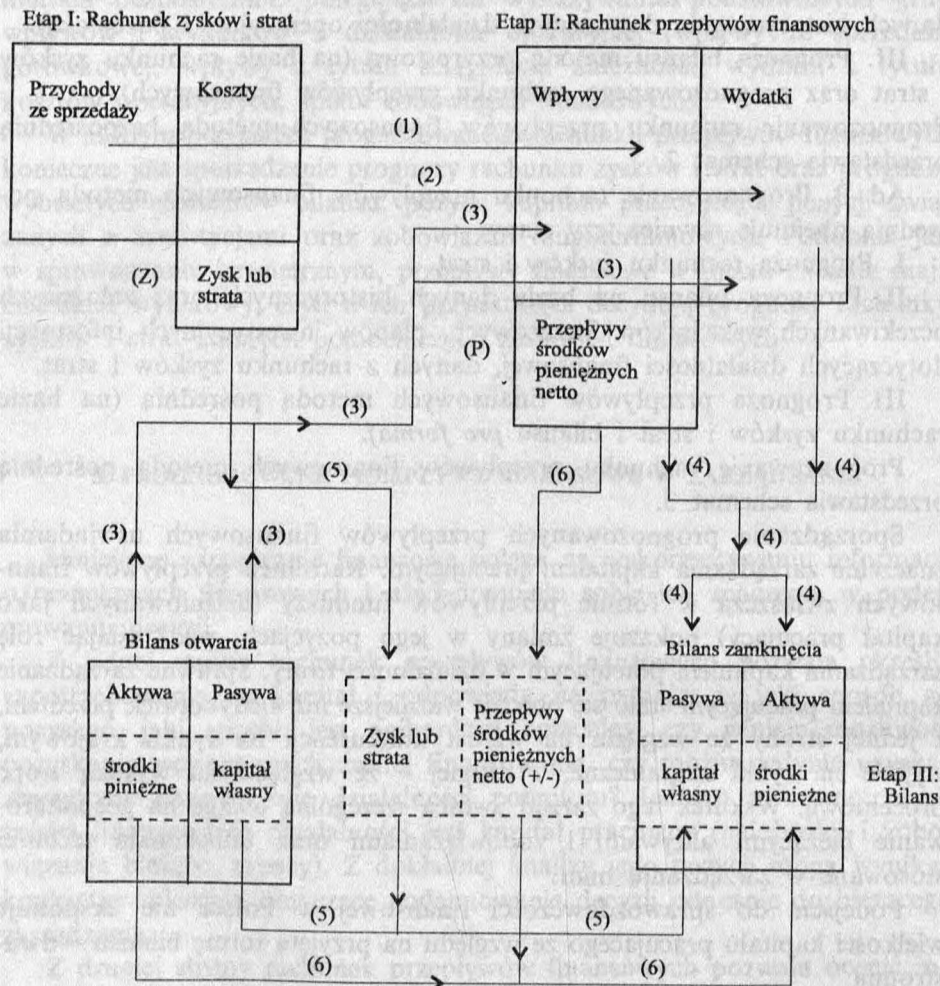 Etap I: Rachunek zysków i strat
Etap II: Rachunek przepływów finansowych
Przychody
ze sprzedaży
Koszty
Wpływy
Wydatki
(1)
(2)
(3)
(3)
(Z)
Zysk lub
strata
(P)
Przepływy
środków
pieniężnych
netto
(3)
(5)
(6)
(4)
(4)
(3)
(3)
(4)
(4)
(4)
Bilans otwarcia
Bilans zamknięcia
Aktywa
Pasywa
Pasywa
Aktywa
środki
piniężne
kapitał
własny
Zysk lub
strata
Przepływy
środków
pieniężnych
netto (+/-)
kapitał
własny
środki
pieniężne
Etap III:
Bilans
(5)
(5)
(6)
(6)